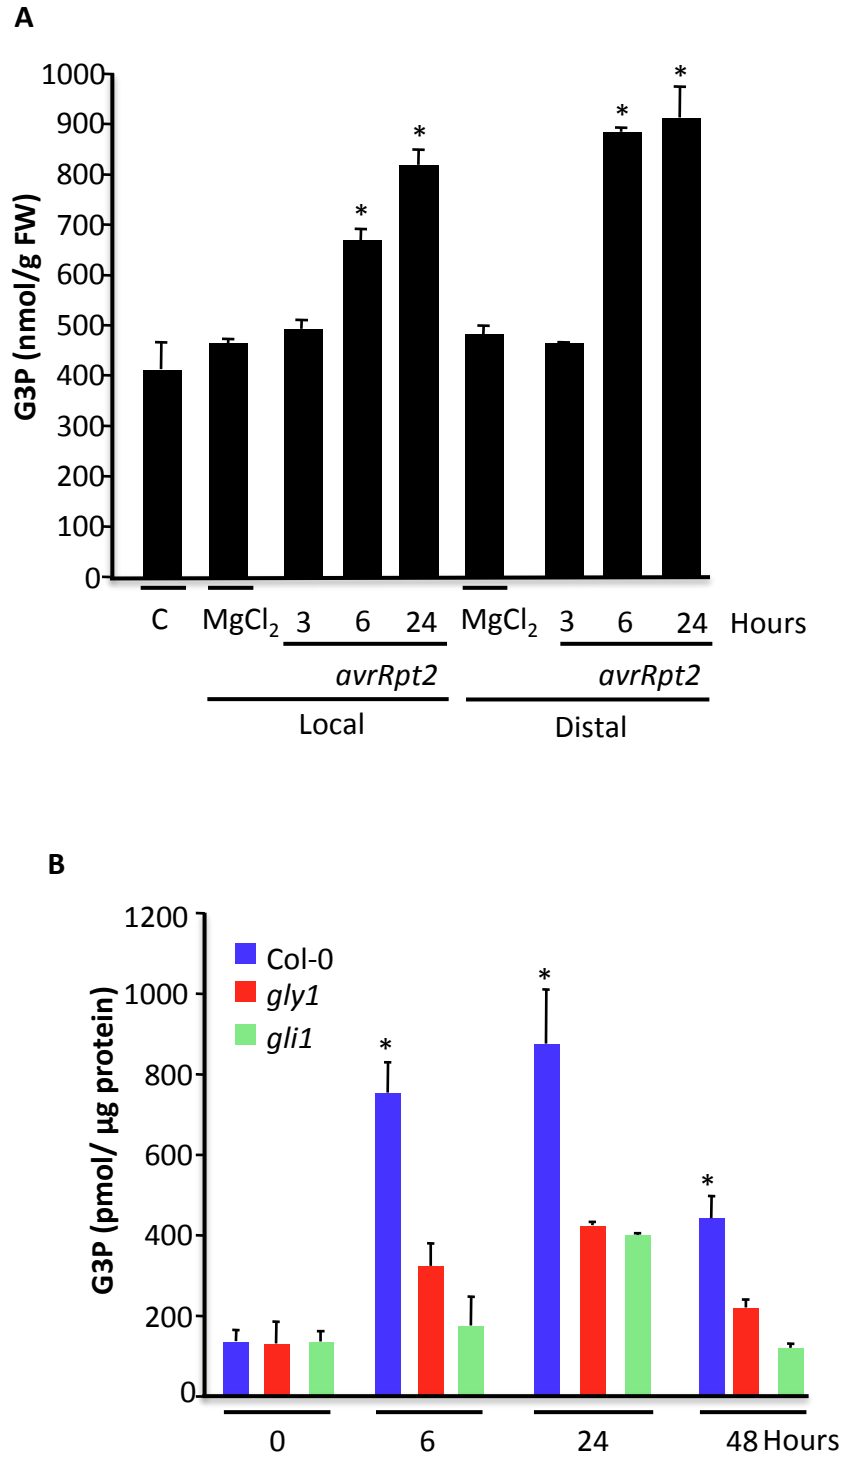 A
1000
900
800
700
600
500
400
300
200
100
0
G3P (nmol/g FW)
*
*
*
*
C MgCl₂ 3 6 24 MgCl₂ 3 6 24 Hours
avrRpt2 avrRpt2
Local Distal
B
1200
1000
800
600
400
200
0
G3P (pmol/ µg protein)
Col-0
gly1
gli1
*
*
*
0 6 24 48 Hours